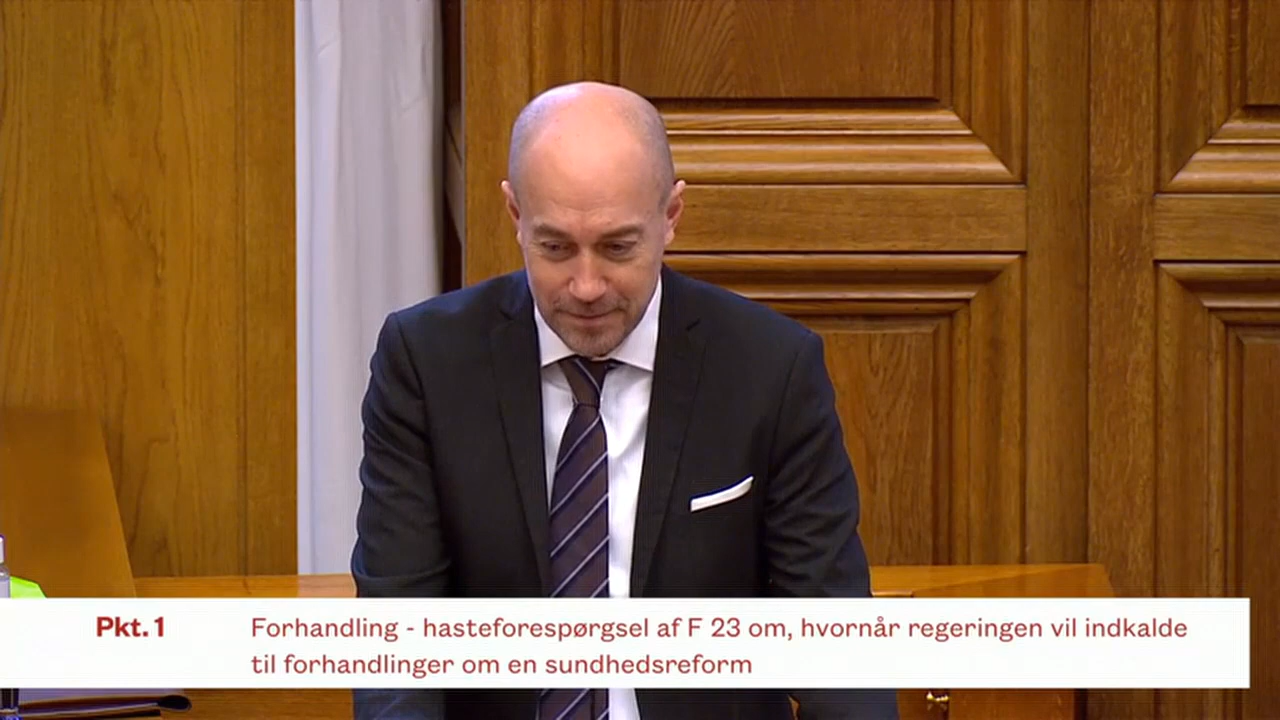 Pkt. 1
Forhandling - hasteforespørgsel af F 23 om, hvornår regeringen vil indkalde
til forhandlinger om en sundhedsreform